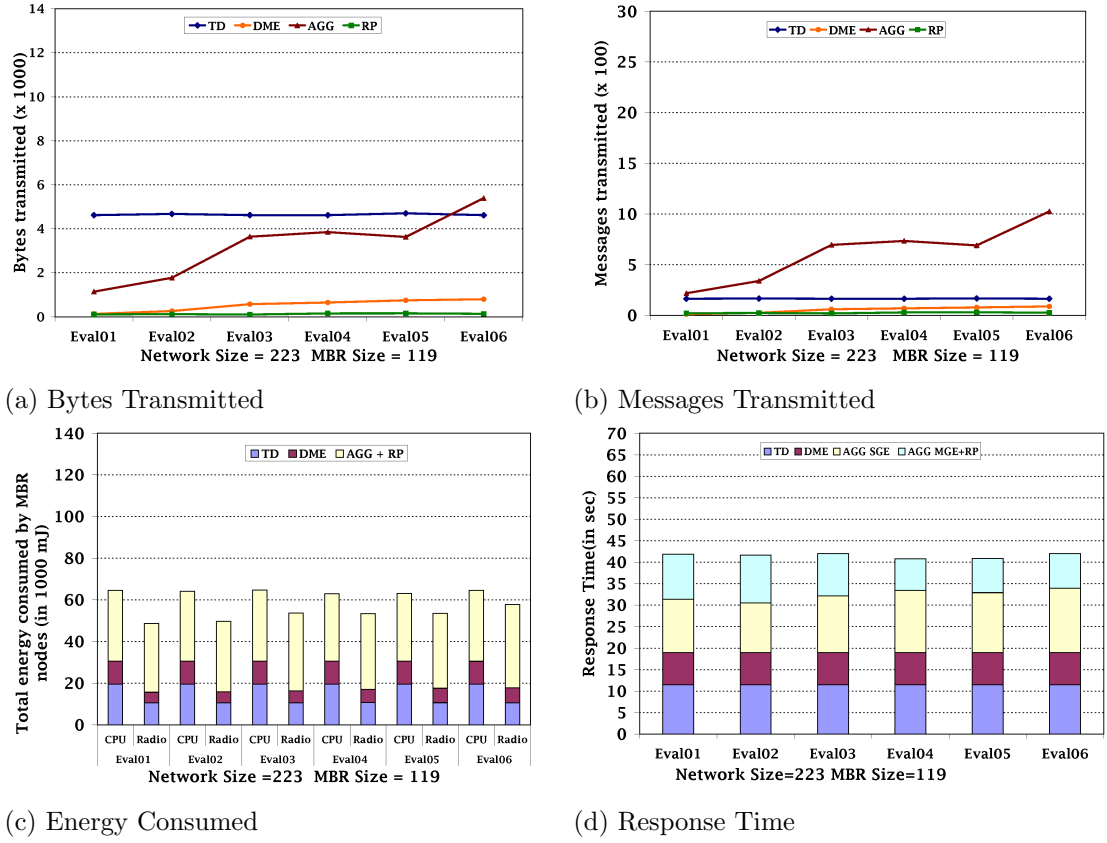 TD DME AGG RP
Bytes transmitted (x 1000)
14
12
10
8
6
4
2
0
Eval01 Eval02 Eval03 Eval04 Eval05 Eval06
Network Size = 223 MBR Size = 119
(a) Bytes Transmitted
TD DME AGG RP
Messages transmitted (x 100)
30
25
20
15
10
5
0
Eval01 Eval02 Eval03 Eval04 Eval05 Eval06
Network Size = 223 MBR Size = 119
(b) Messages Transmitted
TD DME AGG + RP
Total energy consumed by MBR
nodes (in 1000 mJ)
140
120
100
80
60
40
20
0
CPU Radio CPU Radio CPU Radio CPU Radio CPU Radio CPU Radio
Eval01 Eval02 Eval03 Eval04 Eval05 Eval06
Network Size =223 MBR Size = 119
(c) Energy Consumed
TD DME AGG SGE AGG MGE+RP
Response Time(in sec)
70
65
60
55
50
45
40
35
30
25
20
15
10
5
0
Eval01 Eval02 Eval03 Eval04 Eval05 Eval06
Network Size=223 MBR Size=119
(d) Response Time